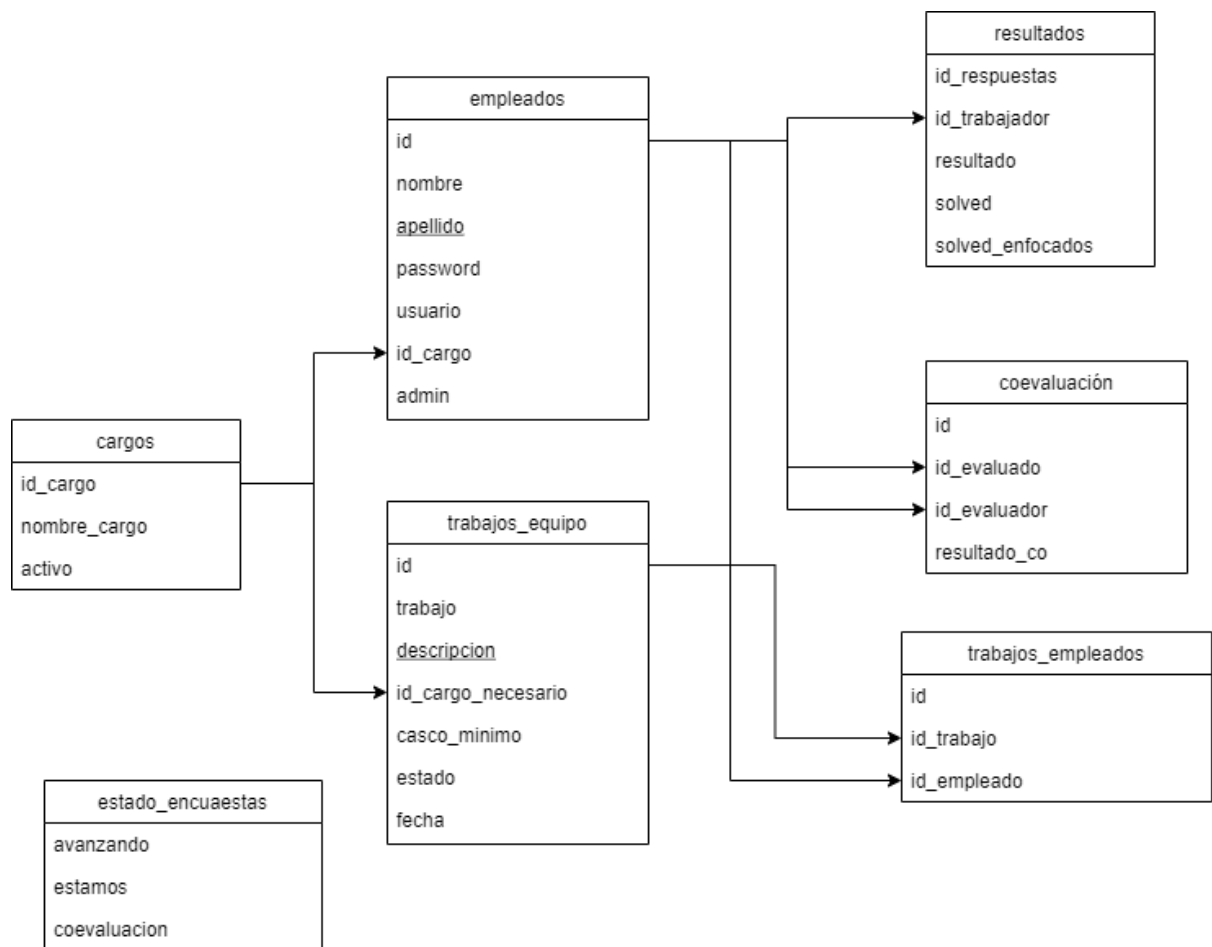 resultados
id_respuestas
id_trabajador
resultado
solved
solved_enfocados
empleados
id
nombre
apellido
password
usuario
id_cargo
admin
coevaluación
id
id_evaluado
id_evaluador
resultado_co
cargos
id_cargo
nombre_cargo
activo
trabajos_equipo
id
trabajo
descripcion
id_cargo_necesario
casco_minimo
estado
fecha
trabajos_empleados
id
id_trabajo
id_empleado
estado_encuaestas
avanzando
estamos
coevaluacion